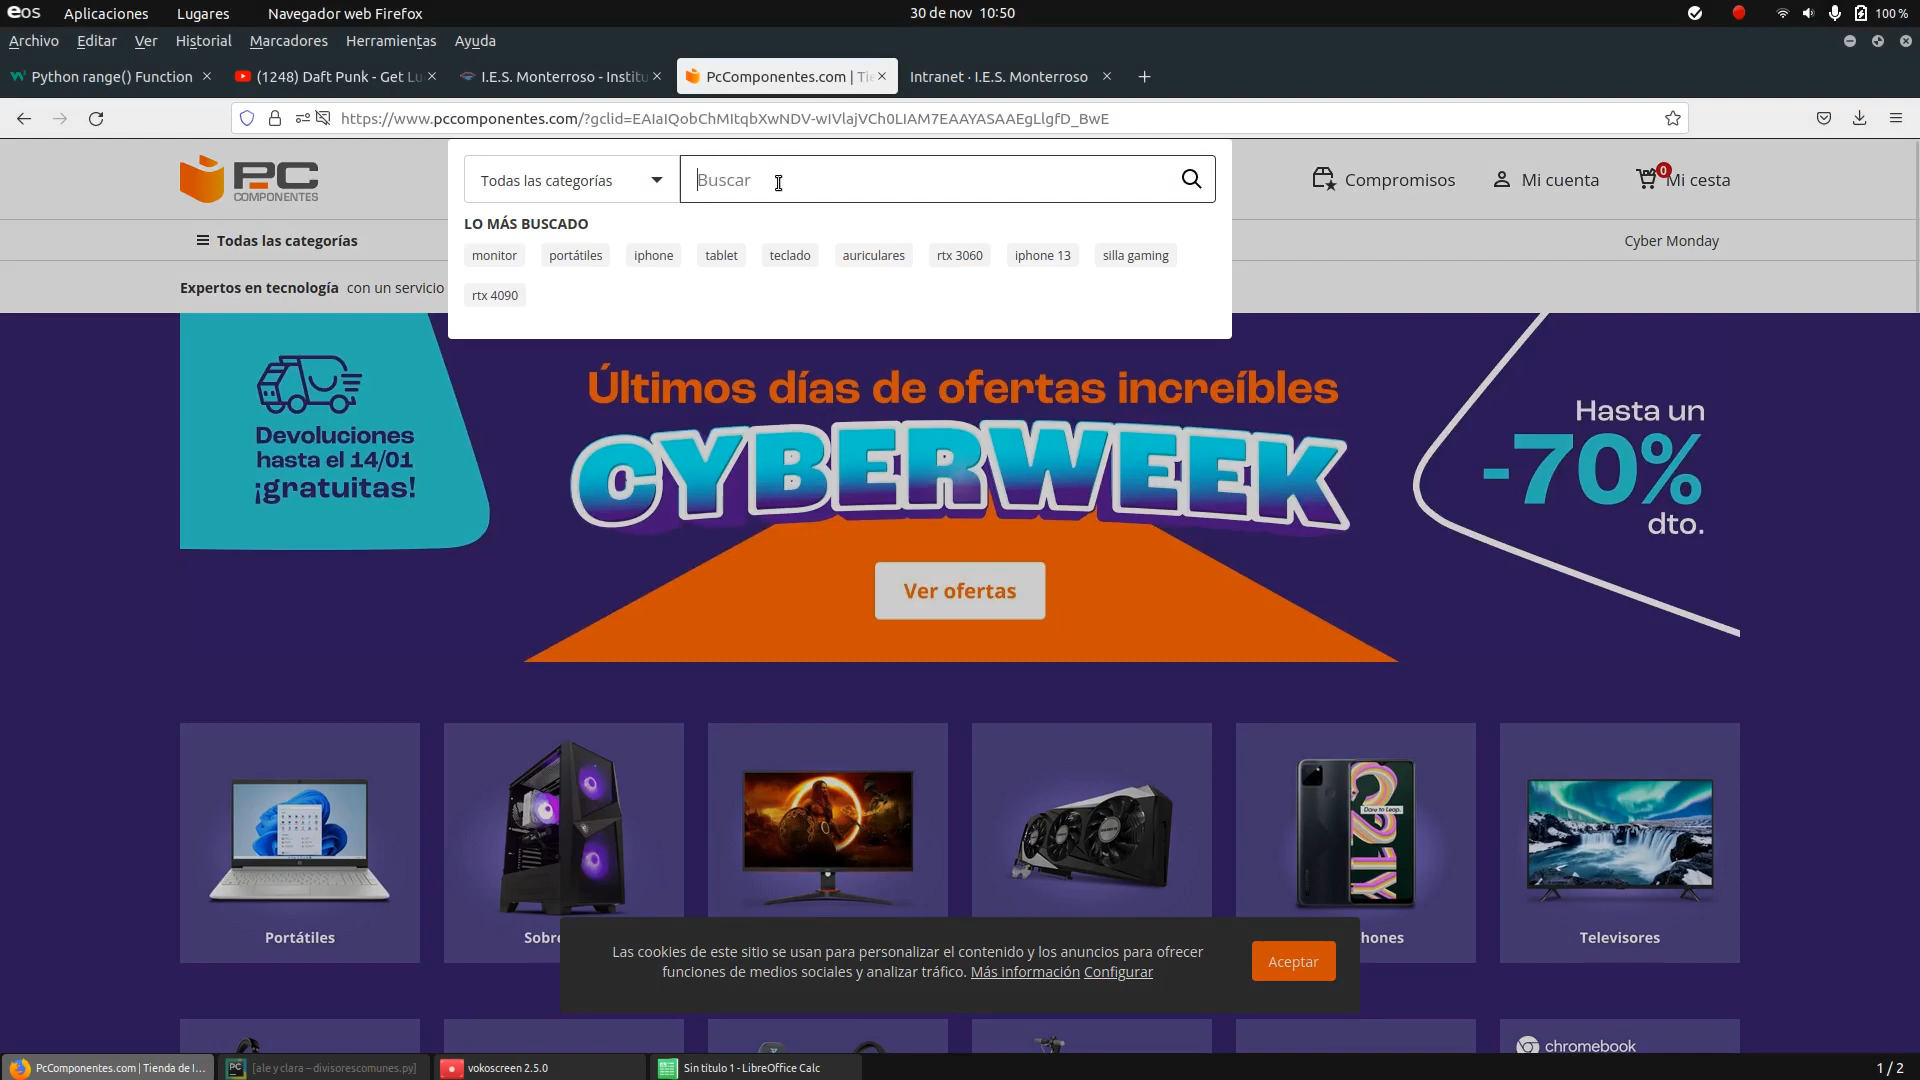 eos Aplicaciones Lugares Navegador web Firefox 30 de nov 10:50 100 %
Archivo Editar Ver Historial Marcadores Herramientas Ayuda
Python range() Function (1248) Daft Punk - Get Lu I.E.S. Monterroso - Institu PcComponentes.com | Tie Intranet · I.E.S. Monterroso
https://www.pccomponentes.com/?gclid=EAIaIQobChMItqbXwNDV-wIVlajVCh0LIAM7EAAYASAAEgLlgfD_BwE
PC COMPONENTES
Todas las categorías Buscar
Compromisos Mi cuenta 0 Mi cesta
LO MÁS BUSCADO
Todas las categorías
Cyber Monday
monitor portátiles iphone tablet teclado auriculares rtx 3060 iphone 13 silla gaming
rtx 4090
Expertos en tecnología con un servicio
Devoluciones
hasta el 14/01
¡gratuitas!
Últimos días de ofertas increíbles
CYBERWEEK
Ver ofertas
Hasta un
-70%
dto.
Dare to Leap.
C21Y
Portátiles Sobre hones Televisores
Las cookies de este sitio se usan para personalizar el contenido y los anuncios para ofrecer
funciones de medios sociales y analizar tráfico. Más información Configurar
Aceptar
chromebook
PcComponentes.com | Tienda de I... [ale y clara – divisorescomunes.py] vokoscreen 2.5.0 Sin título 1 - LibreOffice Calc 1 / 2